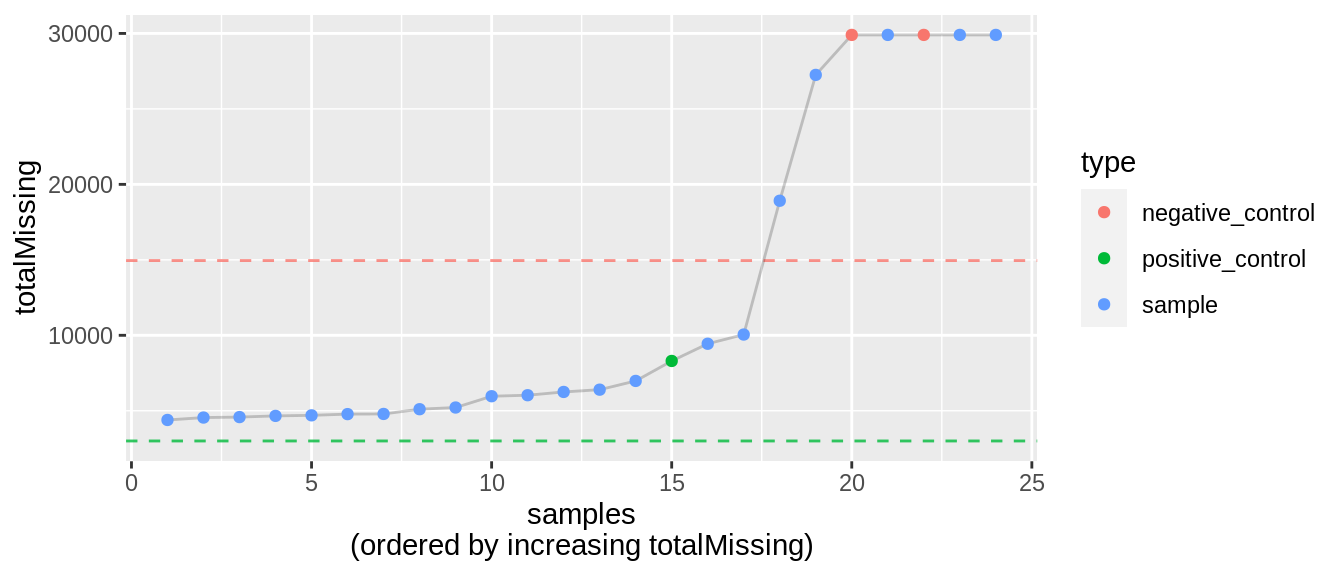 30000
20000
10000
totalMissing
0
5
10
15
20
25
samples
(ordered by increasing totalMissing)
type
negative_control
positive_control
sample